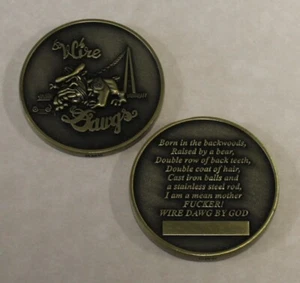 Wire
Dawgs
Born in the backwoods,
Raised by a bear,
Double row of back teeth,
Double coat of hair,
Cast Iron balls and
a stainless steel rod,
I am a mean mother
FUCKER!
WIRE DAWG BY GOD